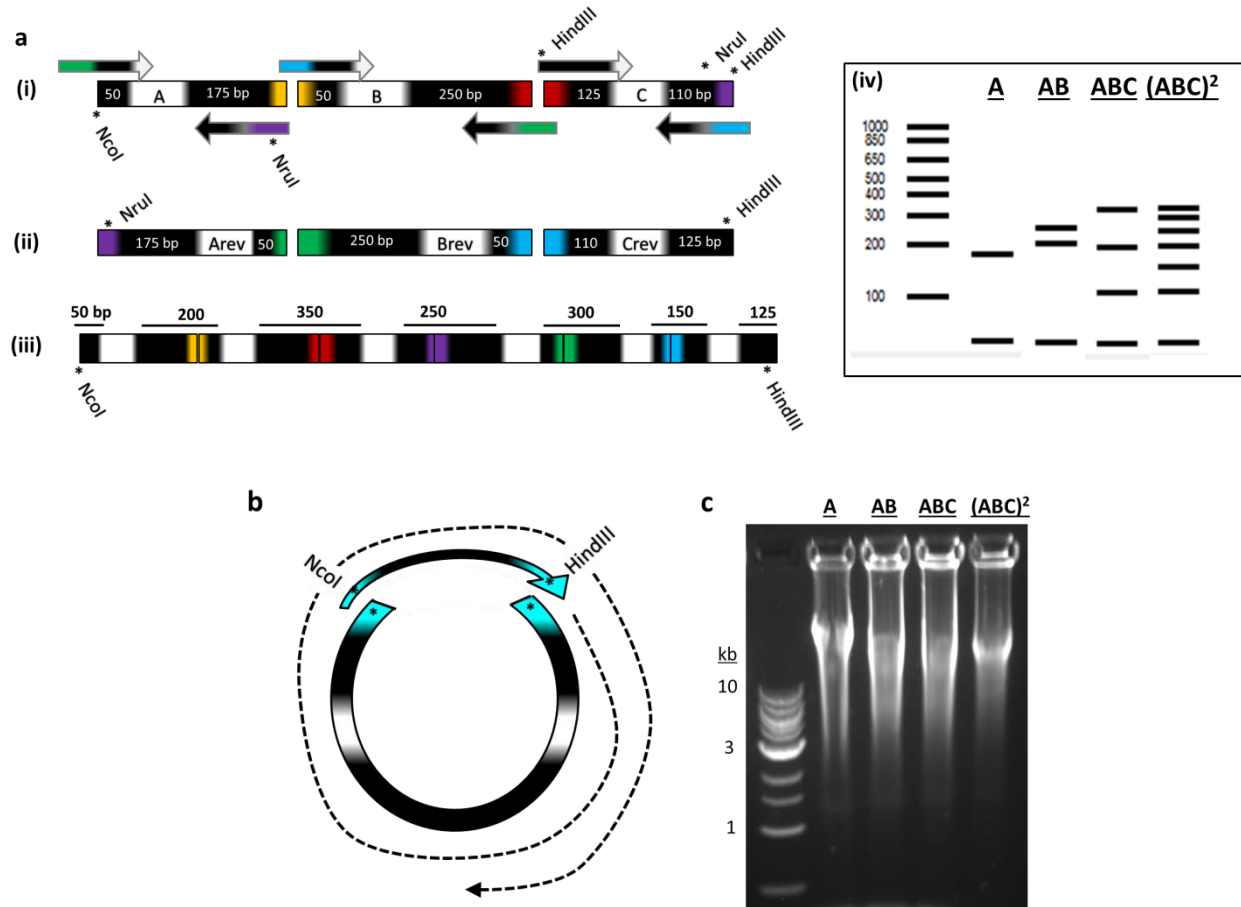 a
HindIII
NruI
HindIII
(i)
50 A 175 bp 50 B 250 bp 125 C 110 bp
NcoI
NruI
NruI
HindIII
(ii)
175 bp Arev 50 250 bp Brev 50 110 Crev 125 bp
50 bp 200 350 250 300 150 125
(iii)
NcoI
HindIII
(iv)
A AB ABC (ABC)²
1000
850
650
500
400
300
200
100
b
NcoI
HindIII
c
A AB ABC (ABC)²
kb
10
3
1